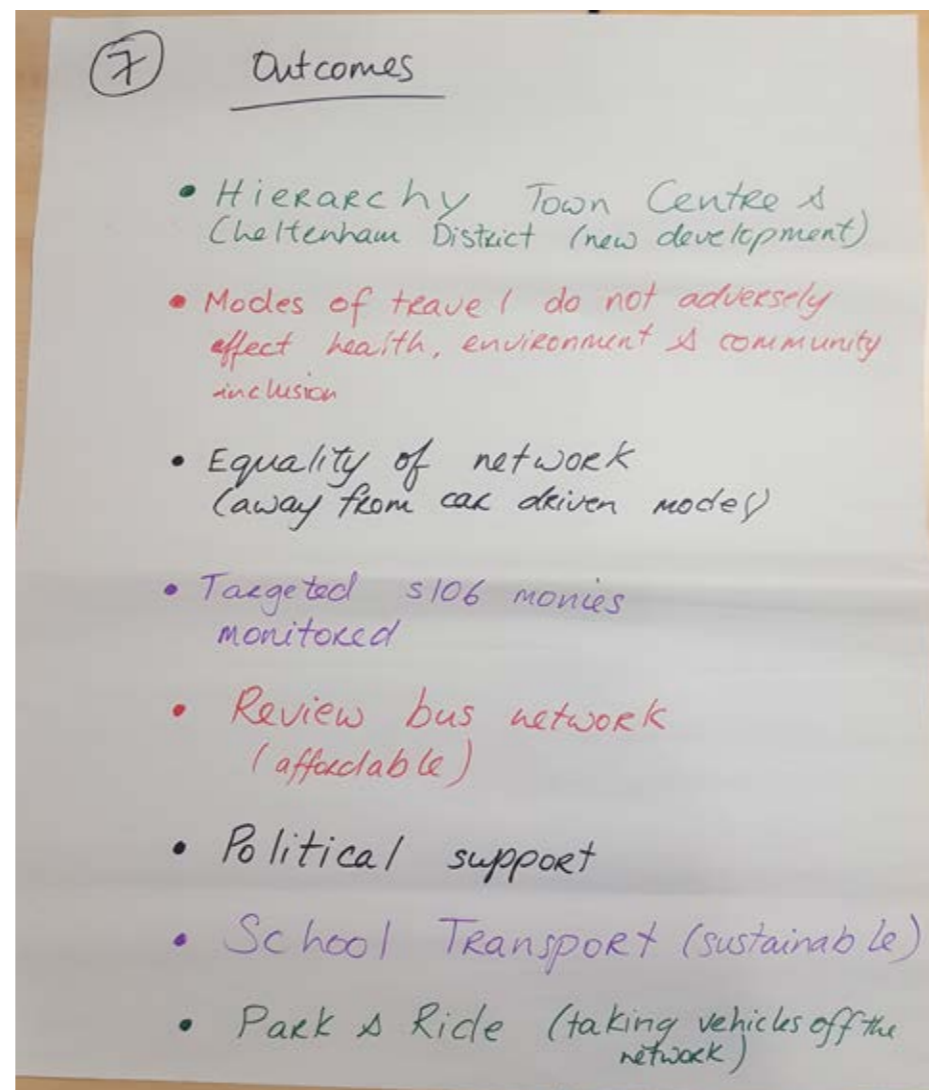 7 Outcomes
• Hierarchy Town Centre &
Cheltenham District (new development)
• Modes of travel do not adversely
effect health, environment & community
inclusion
• Equality of network
(away from car driven modes)
• Targeted s106 monies
monitored
• Review bus network
(affordable)
• Political support
• School Transport (sustainable)
• Park & Ride (taking vehicles off the
network)